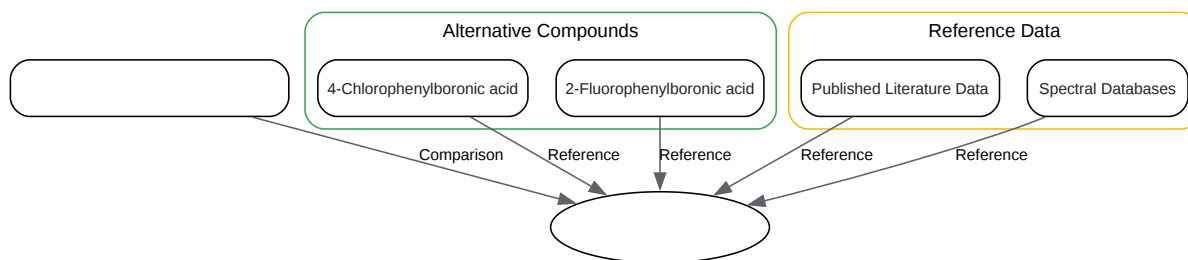 Alternative Compounds
Reference Data
4-Chlorophenylboronic acid
2-Fluorophenylboronic acid
Published Literature Data
Spectral Databases
Comparison
Reference
Reference
Reference
Reference